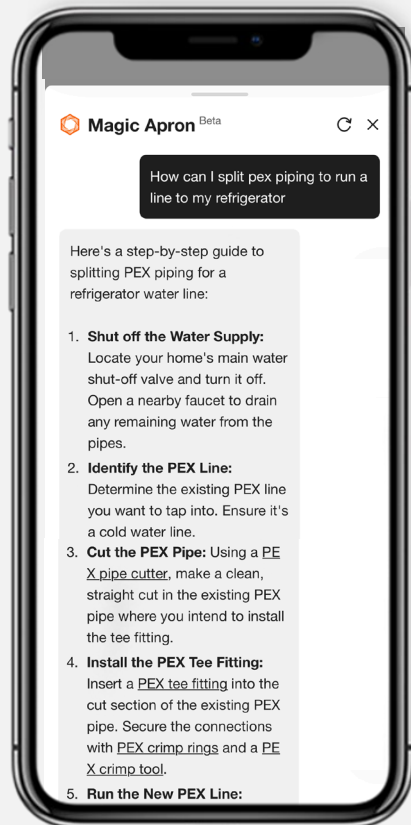 Magic Apron Beta
How can I split pex piping to run a
line to my refrigerator
Here's a step-by-step guide to
splitting PEX piping for a
refrigerator water line:
1. Shut off the Water Supply:
Locate your home's main water
shut-off valve and turn it off.
Open a nearby faucet to drain
any remaining water from the
pipes.
2. Identify the PEX Line:
Determine the existing PEX line
you want to tap into. Ensure it's
a cold water line.
3. Cut the PEX Pipe: Using a PE
X pipe cutter, make a clean,
straight cut in the existing PEX
pipe where you intend to install
the tee fitting.
4. Install the PEX Tee Fitting:
Insert a PEX tee fitting into the
cut section of the existing PEX
pipe. Secure the connections
with PEX crimp rings and a PE
X crimp tool.
5. Run the New PEX Line: